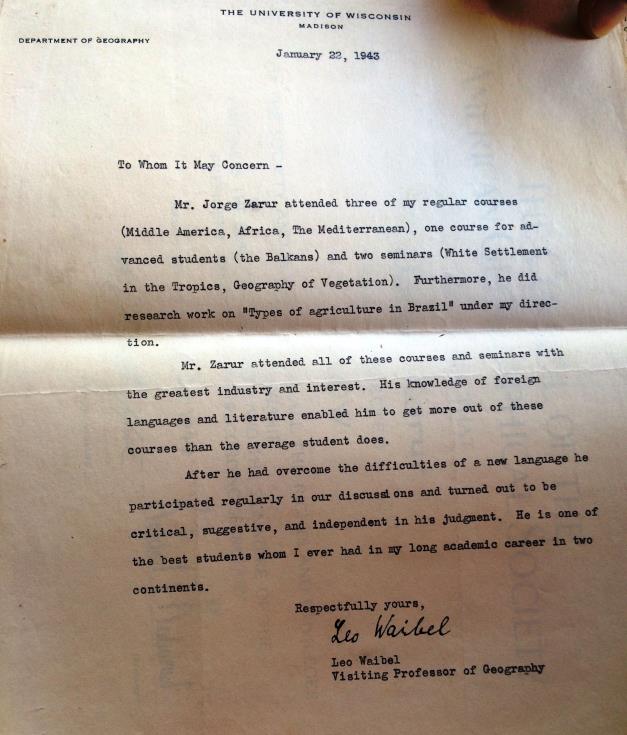 THE UNIVERSITY OF WISCONSIN
MADISON
DEPARTMENT OF GEOGRAPHY
January 22, 1943
To Whom It May Concern -
Mr. Jorge Zarur attended three of my regular courses
(Middle America, Africa, The Mediterranean), one course for ad-
vanced students (the Balkans) and two seminars (White Settlement
in the Tropics, Geography of Vegetation). Furthermore, he did
research work on "Types of agriculture in Brazil" under my direc-
tion.
Mr. Zarur attended all of these courses and seminars with
the greatest industry and interest. His knowledge of foreign
languages and literature enabled him to get more out of these
courses than the average student does.
After he had overcome the difficulties of a new language he
participated regularly in our discussions and turned out to be
critical, suggestive, and independent in his judgment. He is one of
the best students whom I ever had in my long academic career in two
continents.
Respectfully yours,
Leo Waibel
Leo Waibel
Visiting Professor of Geography